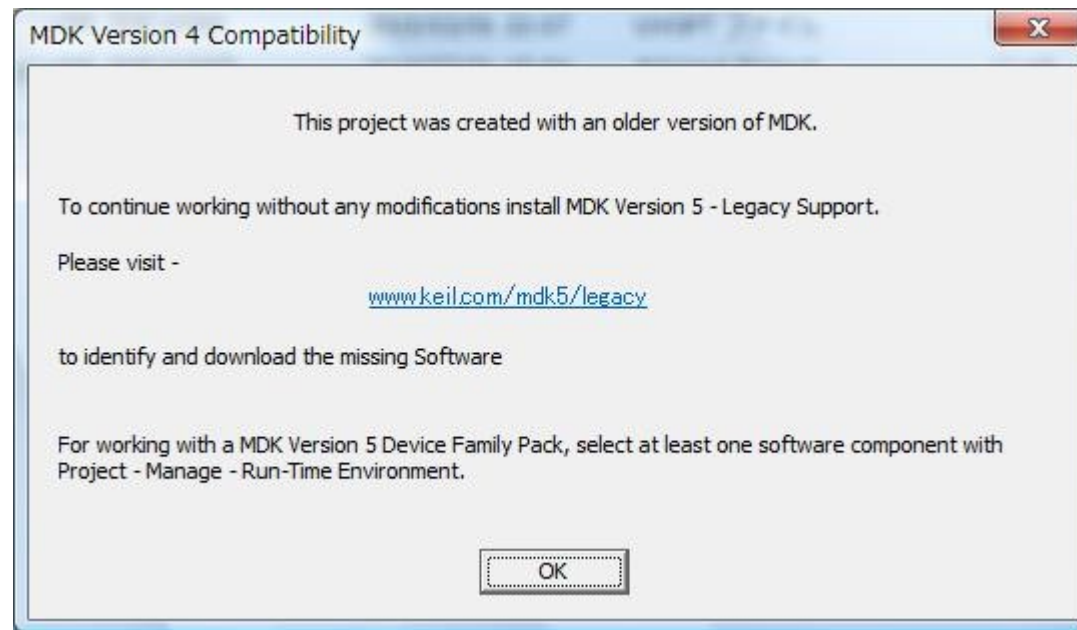 MDK Version 4 Compatibility
This project was created with an older version of MDK.
To continue working without any modifications install MDK Version 5 - Legacy Support.
Please visit -
www.keil.com/mdk5/legacy
to identify and download the missing Software
For working with a MDK Version 5 Device Family Pack, select at least one software component with
Project - Manage - Run-Time Environment.
OK